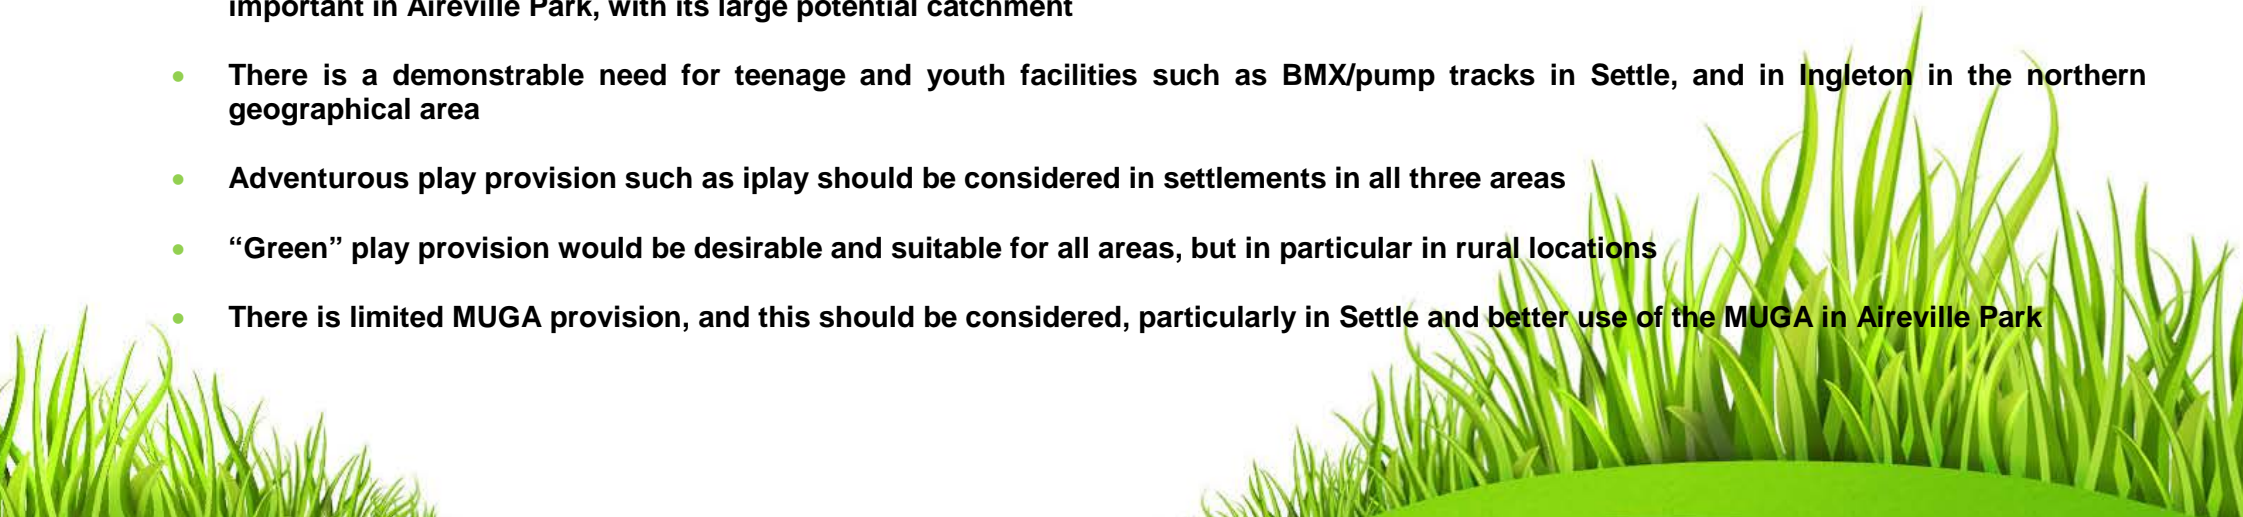 important in Aireville Park, with its large potential catchment
• There is a demonstrable need for teenage and youth facilities such as BMX/pump tracks in Settle, and in Ingleton in the northern
geographical area
• Adventurous play provision such as iplay should be considered in settlements in all three areas
• “Green” play provision would be desirable and suitable for all areas, but in particular in rural locations
• There is limited MUGA provision, and this should be considered, particularly in Settle and better use of the MUGA in Aireville Park